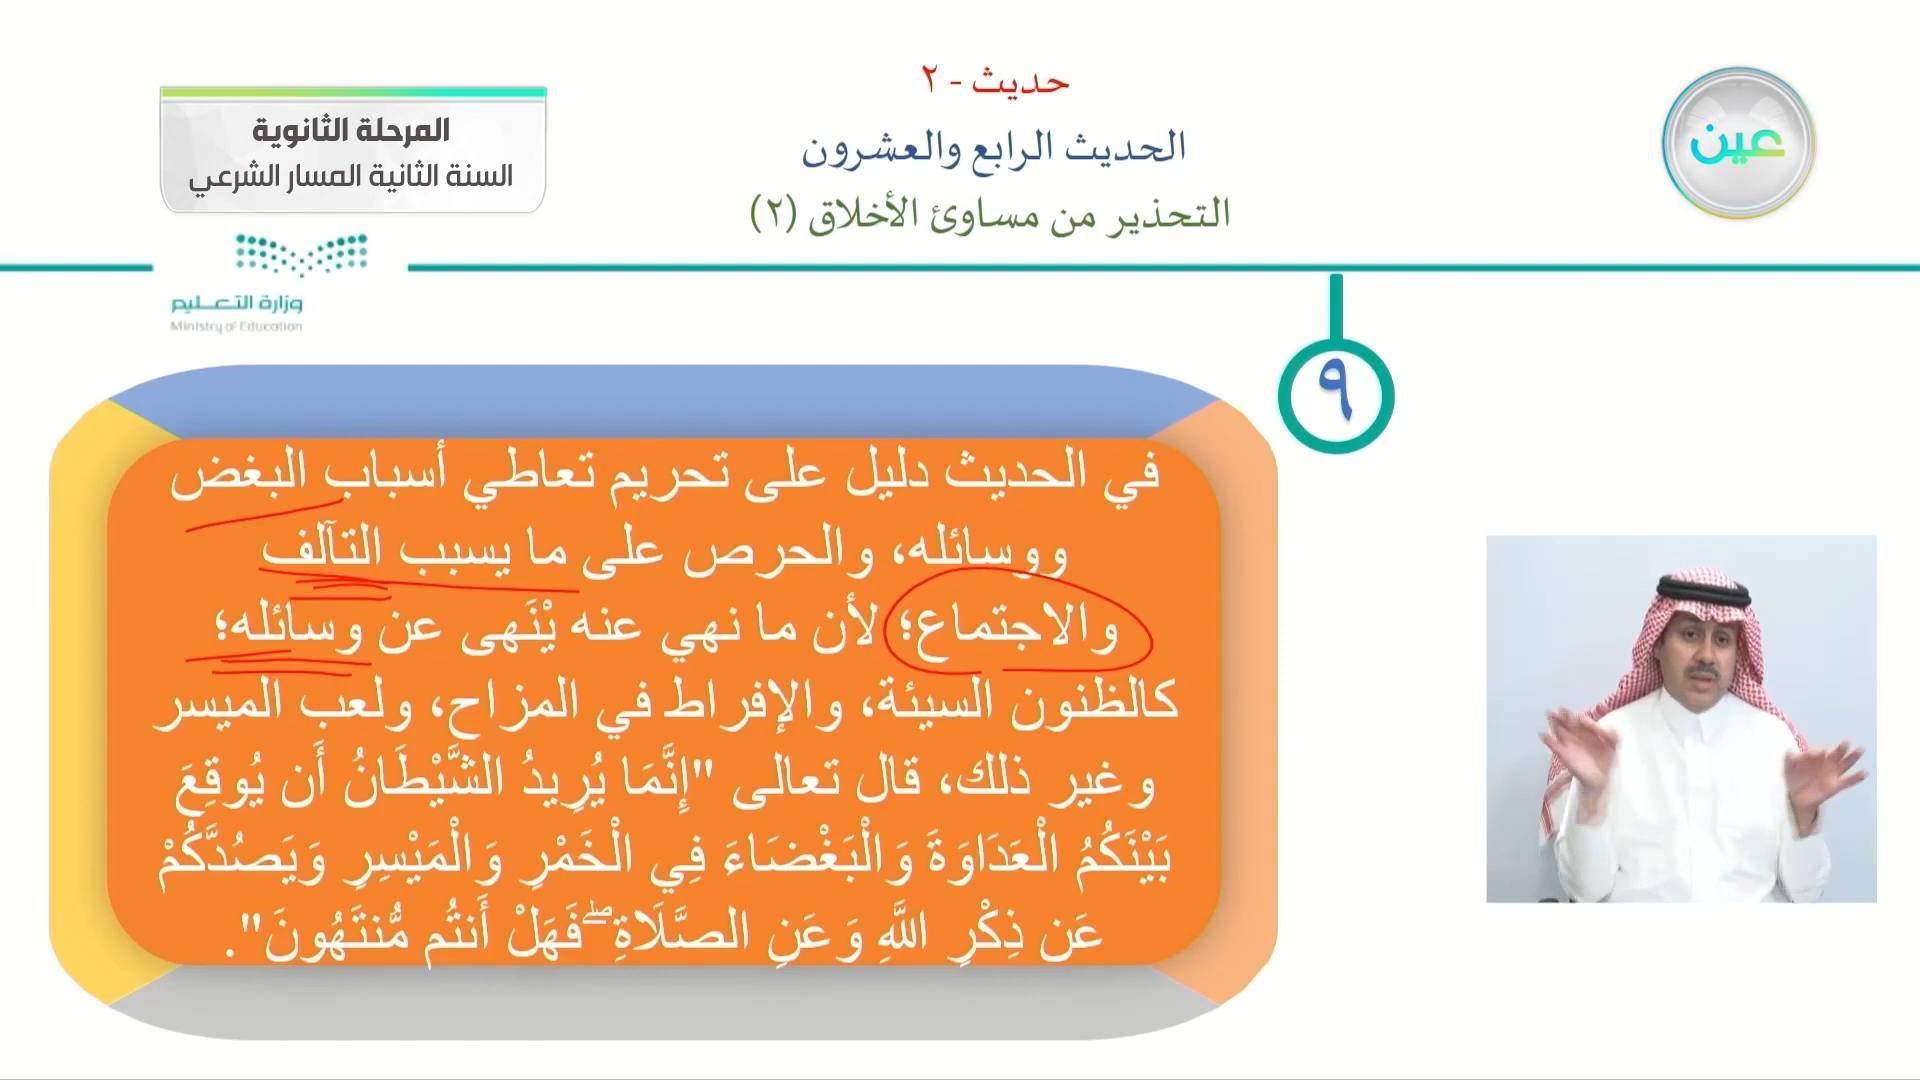 حديث - ٢
الحديث الرابع والعشرون
التحذير من مساوئ الأخلاق (٢)
عين
المرحلة الثانوية
السنة الثانية المسار الشرعي
وزارة التعـــليم
Ministry of Education
٩
في الحديث دليل على تحريم تعاطي أسباب البغض
ووسائله، والحرص على ما يسبب التآلف
والاجتماع؛ لأن ما نهي عنه يْنَهى عن وسائله؛
كالظنون السيئة، والإفراط في المزاح، ولعب الميسر
وغير ذلك، قال تعالى "إِنَّمَا يُرِيدُ الشَّيْطَانُ أَن يُوقِعَ
بَيْنَكُمُ الْعَدَاوَةَ وَالْبَغْضَاءَ فِي الْخَمْرِ وَالْمَيْسِرِ وَيَصُدَّكُمْ
عَن ذِكْرِ اللَّهِ وَعَنِ الصَّلَاةِ ۖ فَهَلْ أَنتُم مُّنتَهُونَ".